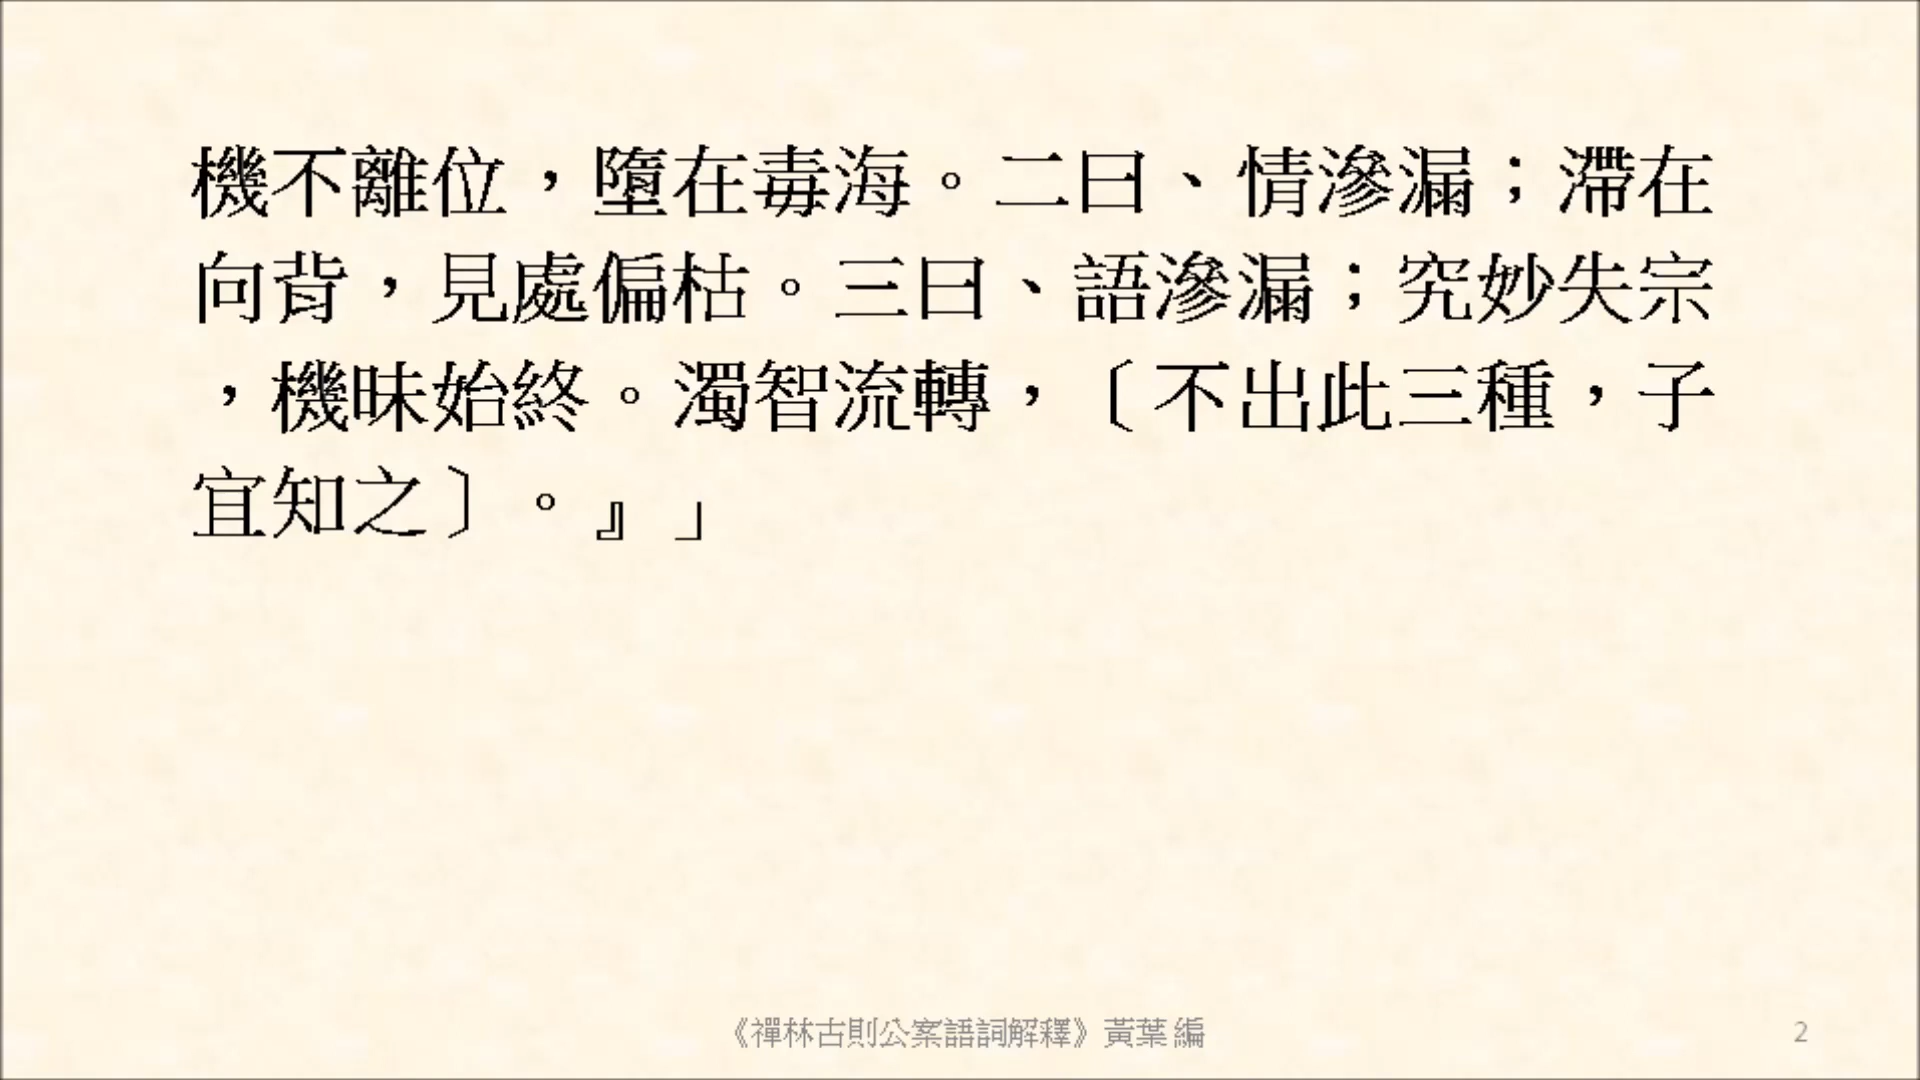 機不離位，墮在毒海。二曰、情滲漏；滯在
向背，見處偏枯。三曰、語滲漏；究妙失宗
，機昧始終。濁智流轉，〔不出此三種，子
宜知之〕。』」
《禪林古則公案語詞解釋》黃葉 編
2